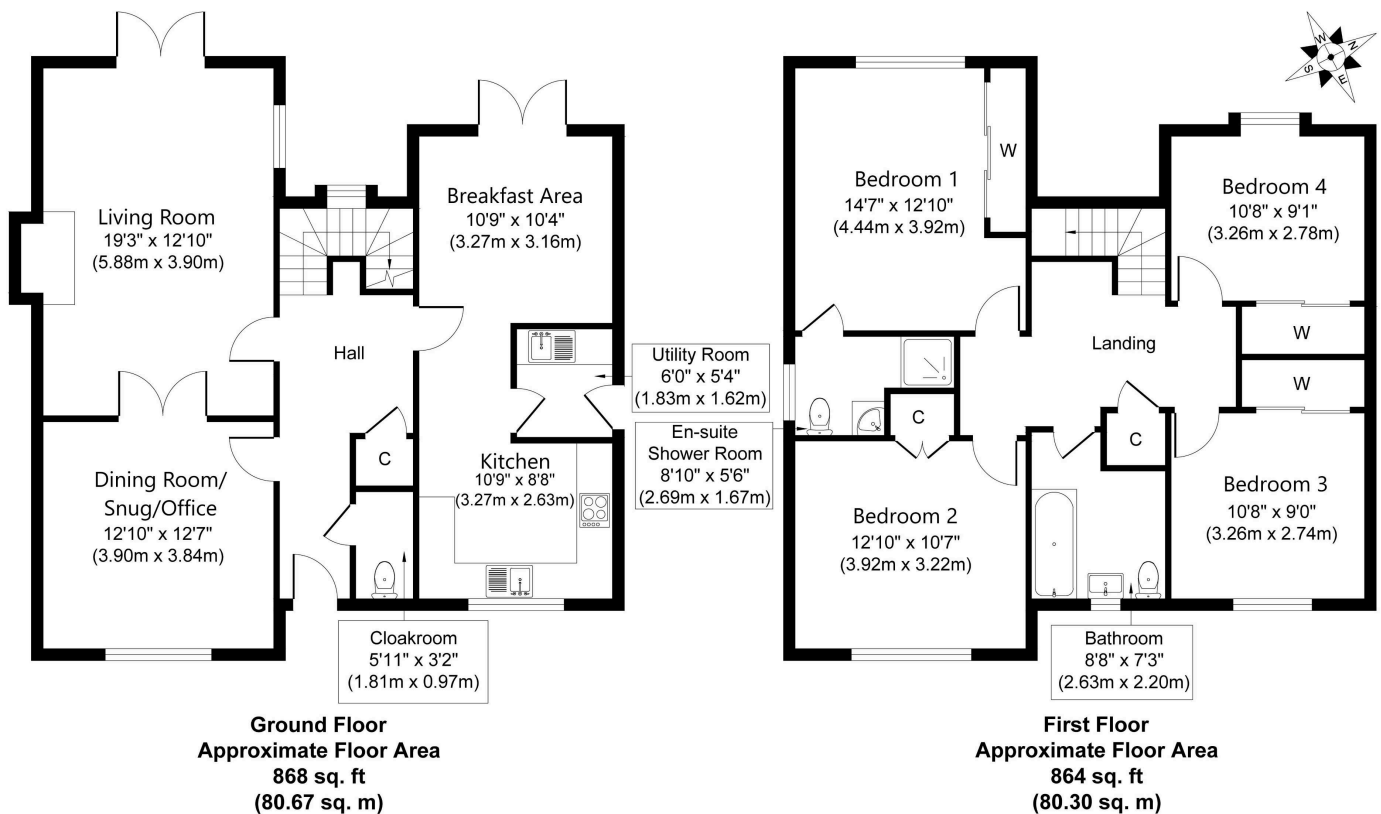 Living Room
19'3" x 12'10"
(5.88m x 3.90m)
Breakfast Area
10'9" x 10'4"
(3.27m x 3.16m)
Hall
Utility Room
6'0" x 5'4"
(1.83m x 1.62m)
Dining Room/
Snug/Office
12'10" x 12'7"
(3.90m x 3.84m)
C
Kitchen
10'9" x 8'8"
(3.27m x 2.63m)
Cloakroom
5'11" x 3'2"
(1.81m x 0.97m)
Ground Floor
Approximate Floor Area
868 sq. ft
(80.67 sq. m)
W
N
S
E
Bedroom 1
14'7" x 12'10"
(4.44m x 3.92m)
W
Bedroom 4
10'8" x 9'1"
(3.26m x 2.78m)
W
Landing
W
En-suite
Shower Room
8'10" x 5'6"
(2.69m x 1.67m)
C
C
Bedroom 2
12'10" x 10'7"
(3.92m x 3.22m)
Bedroom 3
10'8" x 9'0"
(3.26m x 2.74m)
Bathroom
8'8" x 7'3"
(2.63m x 2.20m)
First Floor
Approximate Floor Area
864 sq. ft
(80.30 sq. m)